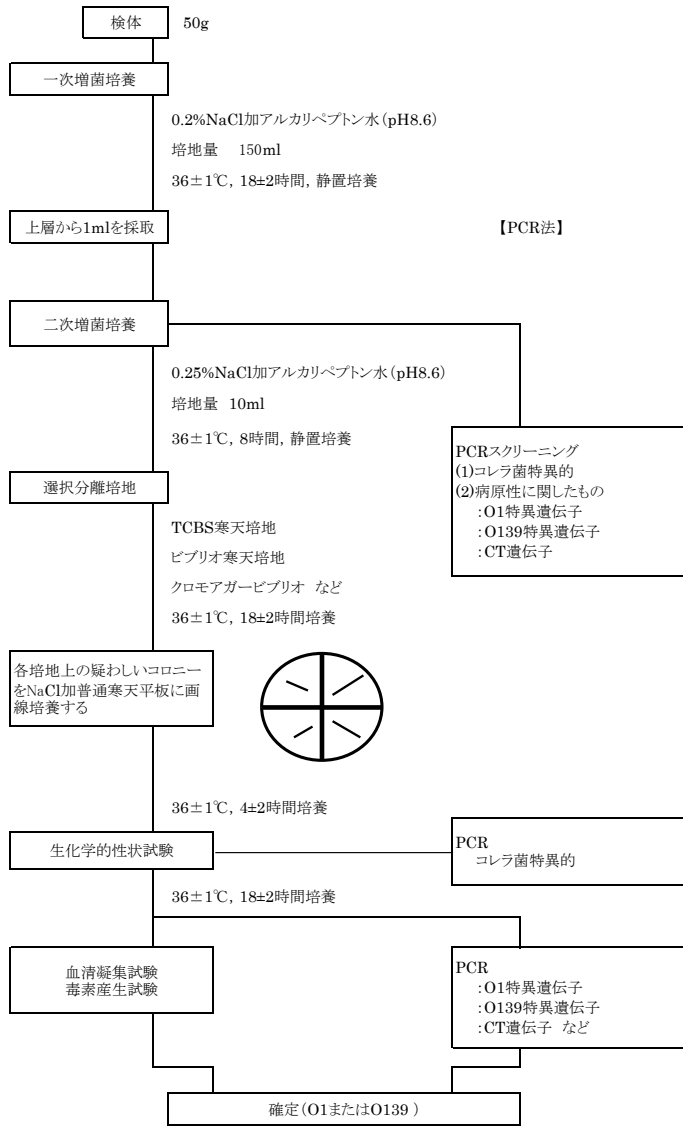 検体 50g
一次増菌培養
0.2%NaCl加アルカリペプトン水(pH8.6)
培地量 150ml
36±1℃, 18±2時間, 静置培養
上層から1mlを採取
【PCR法】
二次増菌培養
0.25%NaCl加アルカリペプトン水(pH8.6)
培地量 10ml
36±1℃, 8時間, 静置培養
PCRスクリーニング
(1)コレラ菌特異的
(2)病原性に関したもの
:O1特異遺伝子
:O139特異遺伝子
:CT遺伝子
選択分離培地
TCBS寒天培地
ビブリオ寒天培地
クロモアガービブリオ など
36±1℃, 18±2時間培養
各培地上の疑わしいコロニー
をNaCl加普通寒天平板に画
線培養する
36±1℃, 4±2時間培養
生化学的性状試験
PCR
コレラ菌特異的
36±1℃, 18±2時間培養
血清凝集試験
毒素産生試験
PCR
:O1特異遺伝子
:O139特異遺伝子
:CT遺伝子 など
確定(O1またはO139 )